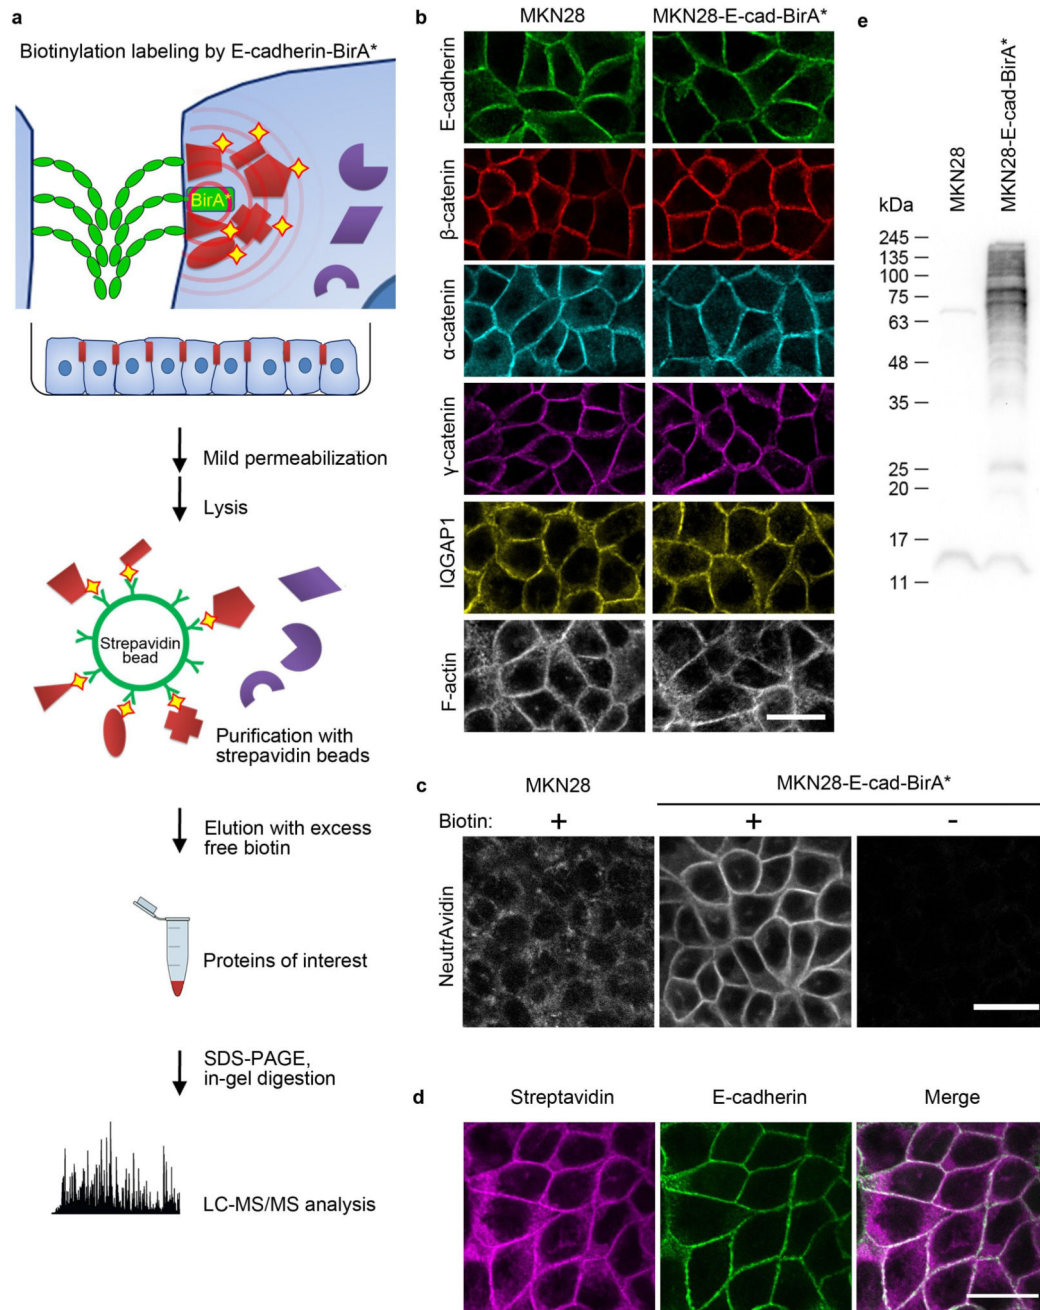 a
Biotinylation labeling by E-cadherin-BirA*
BirA*
Mild permeabilization
Lysis
Strepavidin
bead
Purification with
strepavidin beads
Elution with excess
free biotin
Proteins of interest
SDS-PAGE,
in-gel digestion
LC-MS/MS analysis
b
MKN28
MKN28-E-cad-BirA*
E-cadherin
β-catenin
α-catenin
γ-catenin
IQGAP1
F-actin
c
MKN28
MKN28-E-cad-BirA*
Biotin:
+
+
-
NeutrAvidin
d
Streptavidin
E-cadherin
Merge
e
MKN28
MKN28-E-cad-BirA*
kDa
245
135
100
75
63
48
35
25
20
17
11